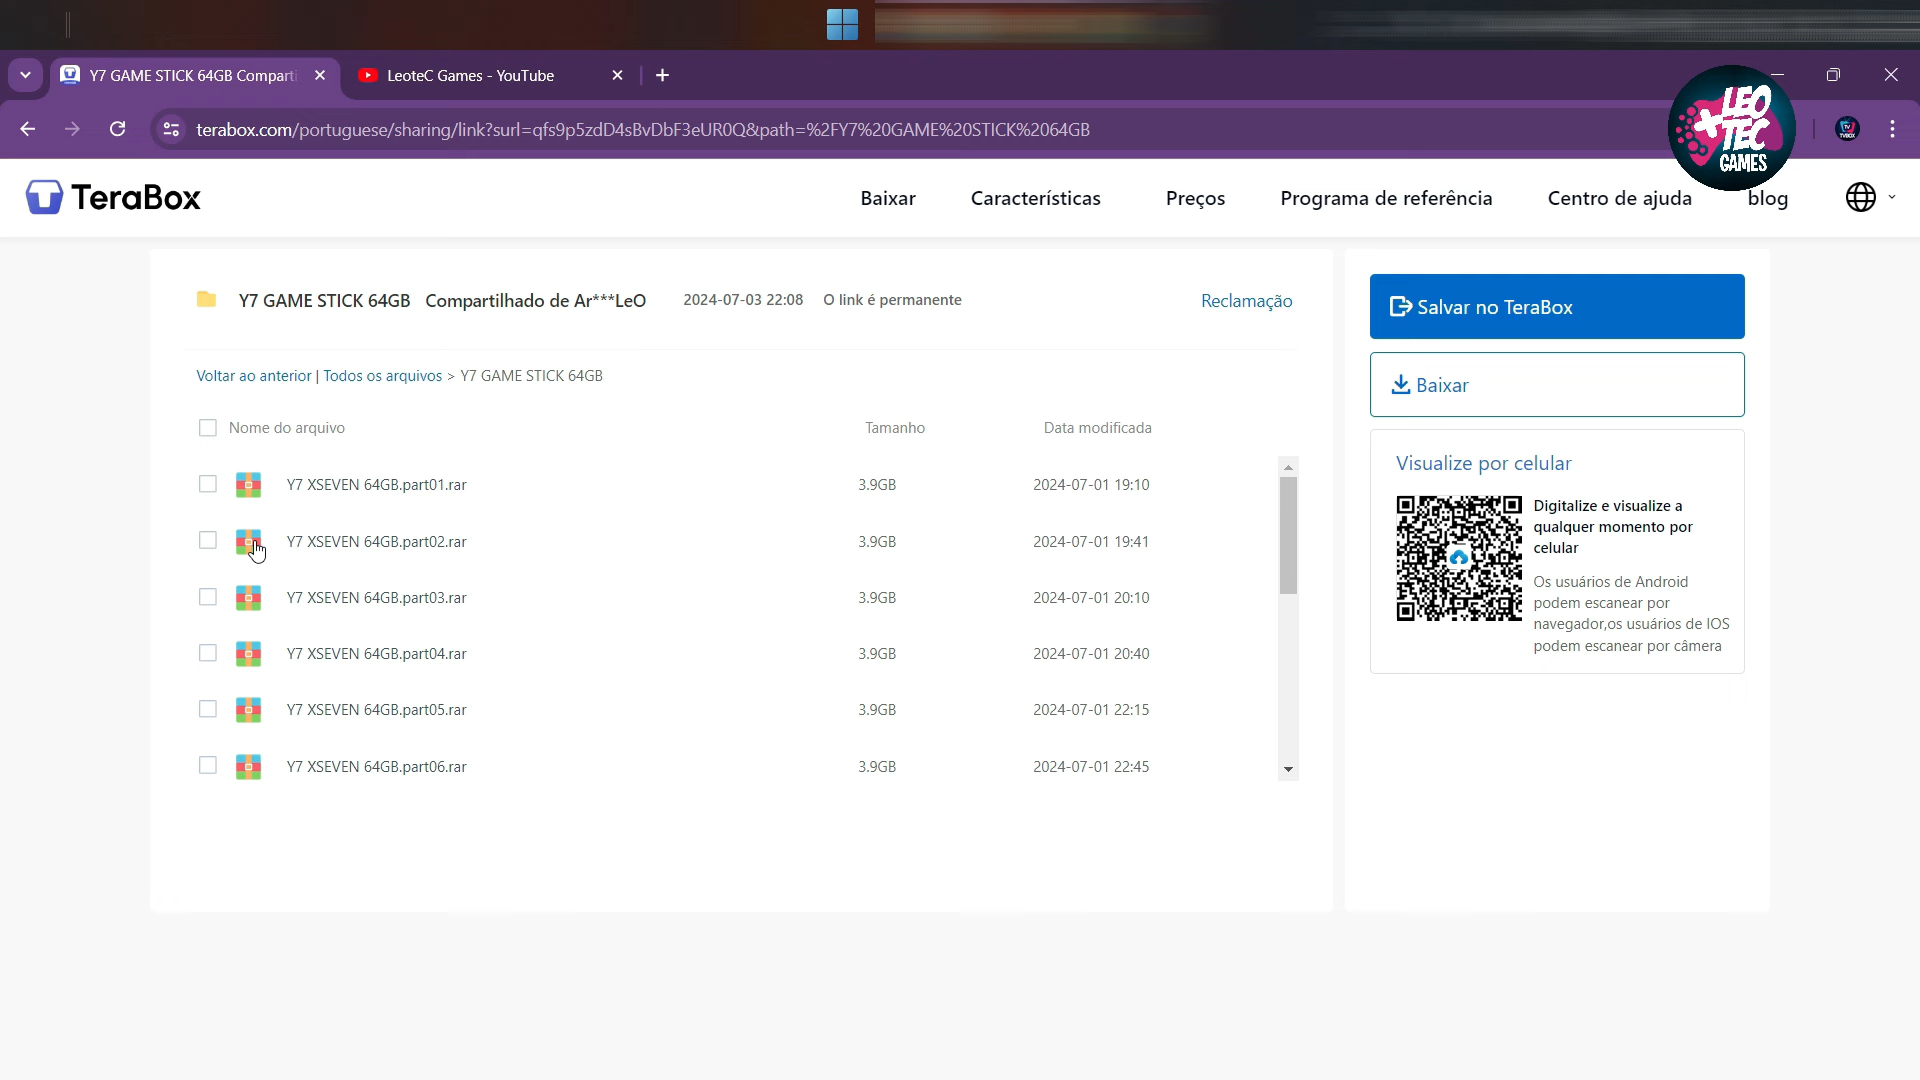 Y7 GAME STICK 64GB Comparti
LeoteC Games - YouTube
terabox.com/portuguese/sharing/link?surl=qfs9p5zdD4sBvDbF3eUR0Q&path=%2FY7%20GAME%20STICK%2064GB
+LEO
TEC
GAMES
TeraBox
Baixar
Características
Preços
Programa de referência
Centro de ajuda
blog
Y7 GAME STICK 64GB Compartilhado de Ar***LeO 2024-07-03 22:08 O link é permanente
Reclamação
Voltar ao anterior | Todos os arquivos > Y7 GAME STICK 64GB
Nome do arquivo Tamanho Data modificada
Y7 XSEVEN 64GB.part01.rar 3.9GB 2024-07-01 19:10
Y7 XSEVEN 64GB.part02.rar 3.9GB 2024-07-01 19:41
Y7 XSEVEN 64GB.part03.rar 3.9GB 2024-07-01 20:10
Y7 XSEVEN 64GB.part04.rar 3.9GB 2024-07-01 20:40
Y7 XSEVEN 64GB.part05.rar 3.9GB 2024-07-01 22:15
Y7 XSEVEN 64GB.part06.rar 3.9GB 2024-07-01 22:45
Salvar no TeraBox
Baixar
Visualize por celular
Digitalize e visualize a
qualquer momento por
celular
Os usuários de Android
podem escanear por
navegador,os usuários de IOS
podem escanear por câmera